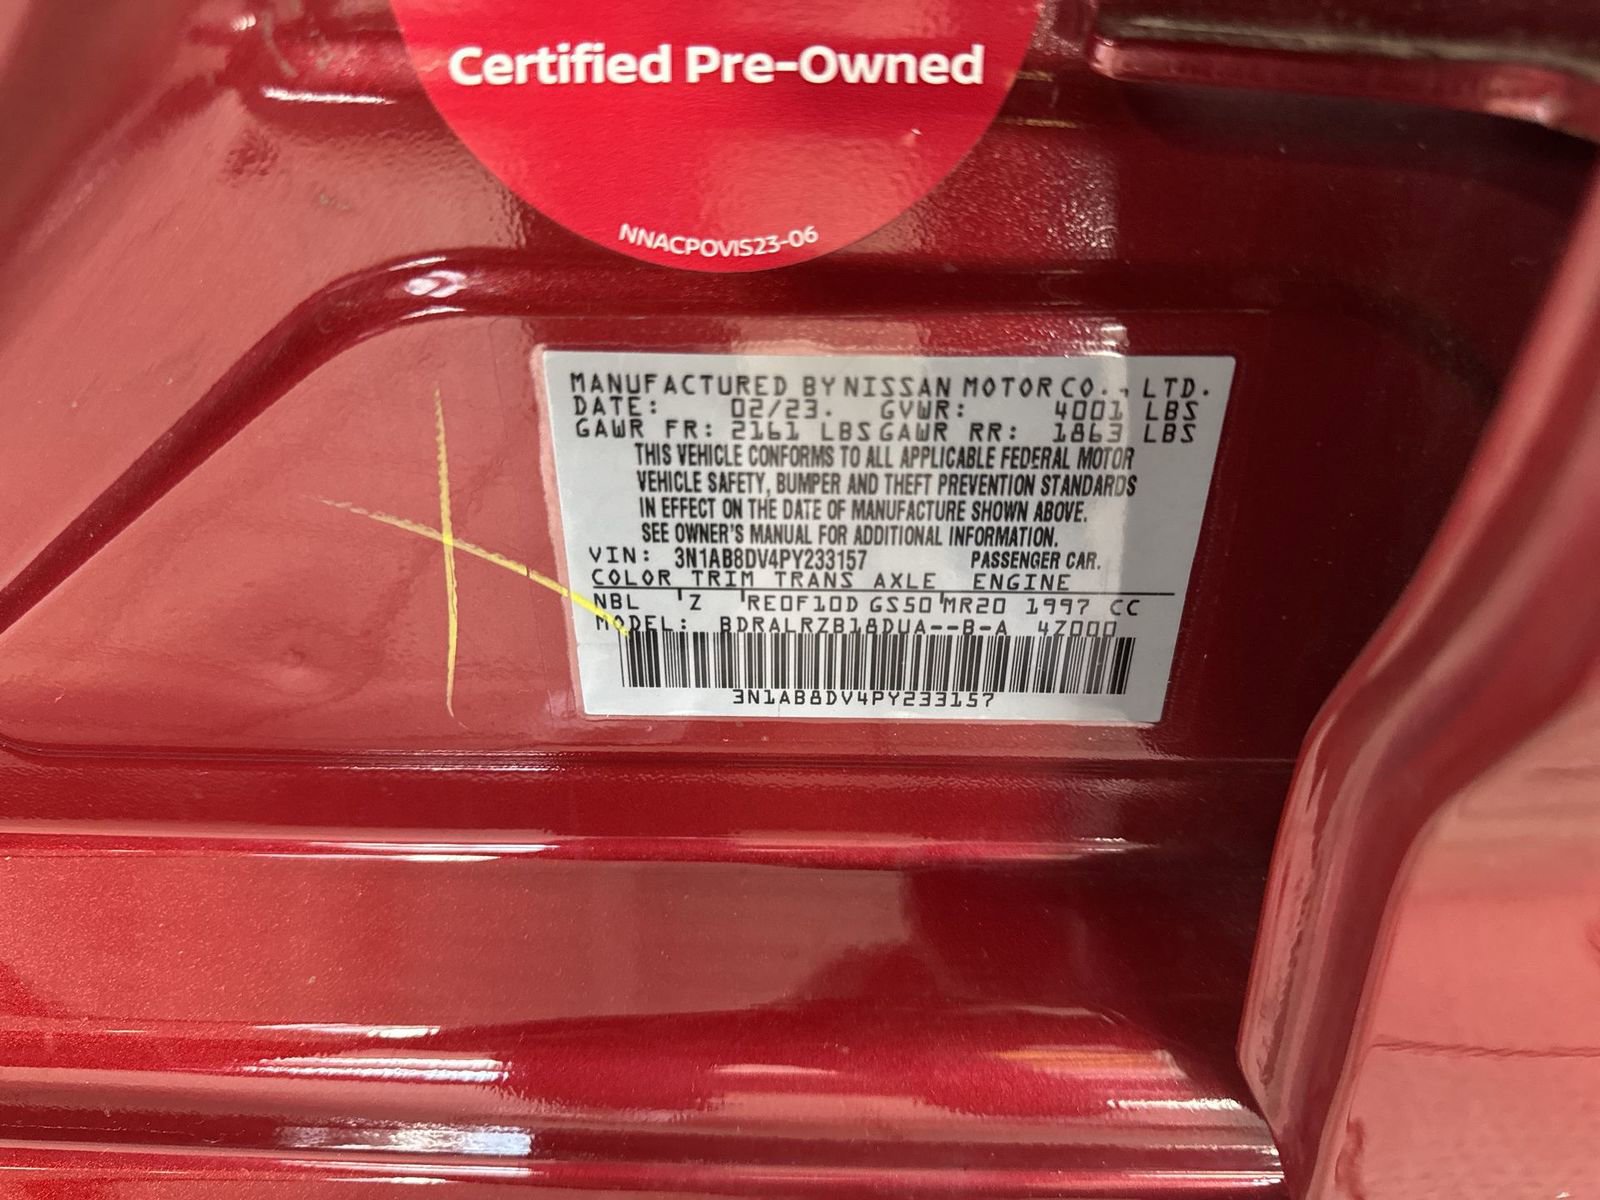 Certified Pre-Owned
NNACPOVIS23-06
MANUFACTURED BY NISSAN MOTOR CO., LTD.
DATE: 02/23. GVWR: 4001 LBS
GAWR FR: 2161 LBS GAWR RR: 1863 LBS
THIS VEHICLE CONFORMS TO ALL APPLICABLE FEDERAL MOTOR
VEHICLE SAFETY, BUMPER AND THEFT PREVENTION STANDARDS
IN EFFECT ON THE DATE OF MANUFACTURE SHOWN ABOVE.
SEE OWNER'S MANUAL FOR ADDITIONAL INFORMATION.
VIN: 3N1AB8DV4PY233157 PASSENGER CAR.
COLOR TRIM TRANS AXLE ENGINE
NBL Z RE0F10D GS50 MR20 1997 CC
MODEL: BDRALRZB18DUA--B-A 4Z000
3N1AB8DV4PY233157